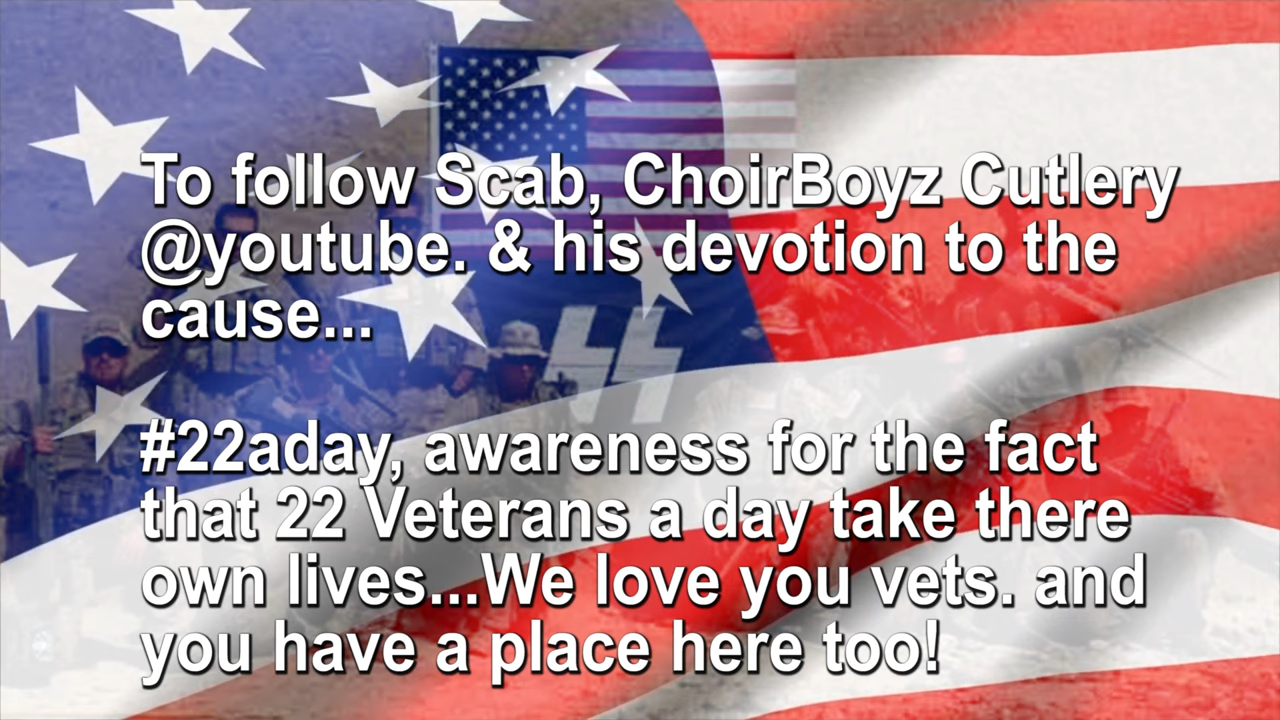 To follow Scab, ChoirBoyz Cutlery
@youtube. & his devotion to the
cause...
#22aday, awareness for the fact
that 22 Veterans a day take there
own lives...We love you vets. and
you have a place here too!
SS